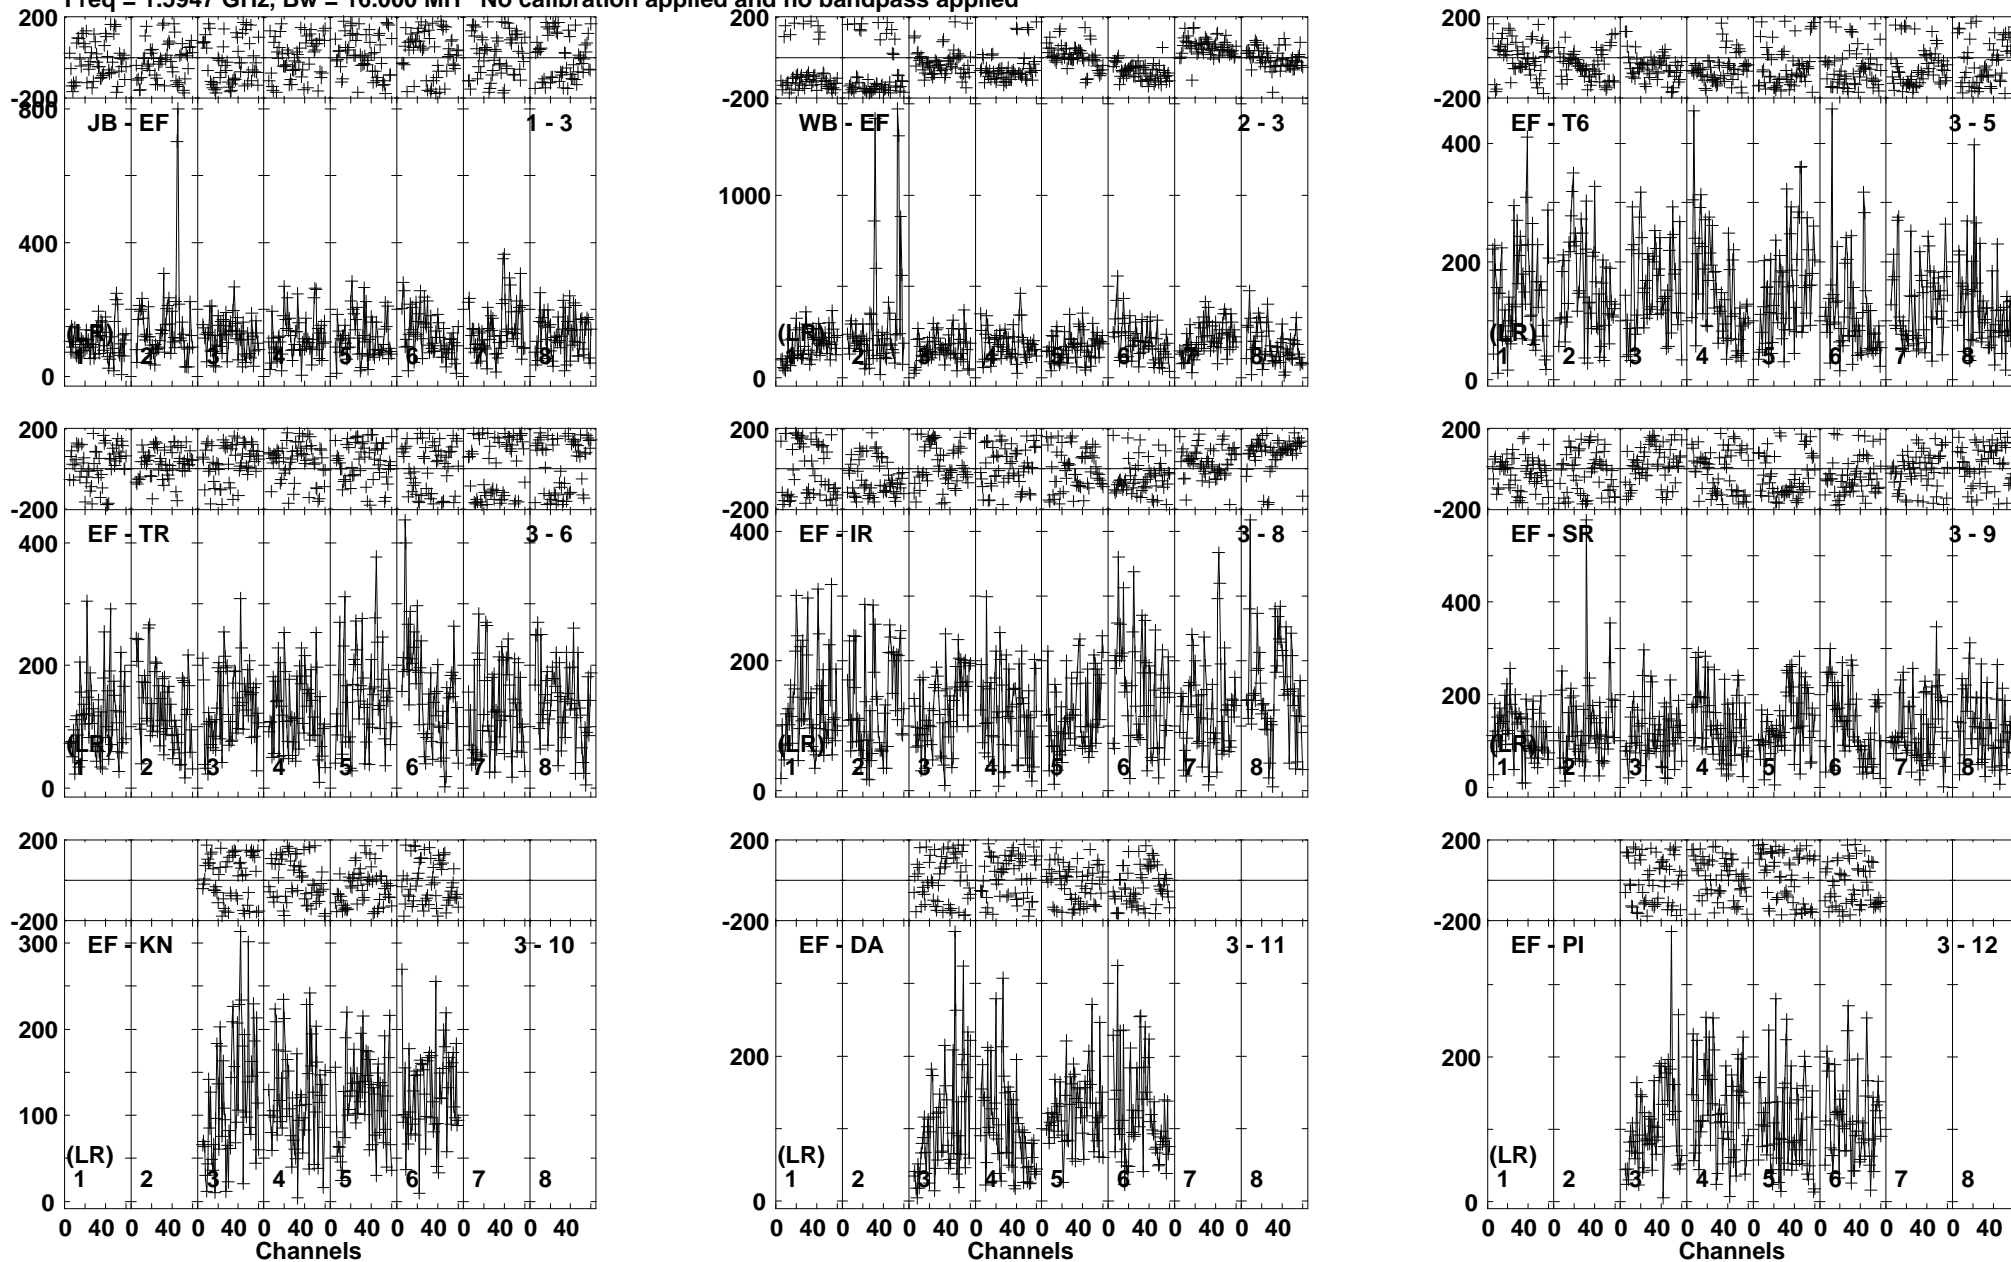 Freq = 1.5947 GHz, Bw = 16.000 MH No calibration applied and no bandpass applied
200 200 200
-200 -200 -200
800
JB - EF 1 - 3 WB - EF 2 - 3 EF - T6 3 - 5
400
1000
400
200
(LR) (LR) (LR)
1 2 3 4 5 6 7 8 1 2 3 4 5 6 7 8 1 2 3 4 5 6 7 8
0 0 0
200 200 200
-200 -200 -200
EF - TR 3 - 6 EF - IR 3 - 8 EF - SR 3 - 9
400 400
400
200 200 200
(LR) (LR) (LR)
1 2 3 4 5 6 7 8 1 2 3 4 5 6 7 8 1 2 3 4 5 6 7 8
0 0 0
200 200 200
-200 -200 -200
300
EF - KN 3 - 10 EF - DA 3 - 11 EF - PI 3 - 12
200
200 200
100
(LR) (LR) (LR)
1 2 3 4 5 6 7 8 1 2 3 4 5 6 7 8 1 2 3 4 5 6 7 8
0 0 0
0 40 0 40 0 40 0 40 0 40 0 40 0 40 0 40 0 40 0 40 0 40 0 40 0 40 0 40 0 40 0 40 0 40 0 40 0 40 0 40 0 40 0 40 0 40 0 40
Channels Channels Channels